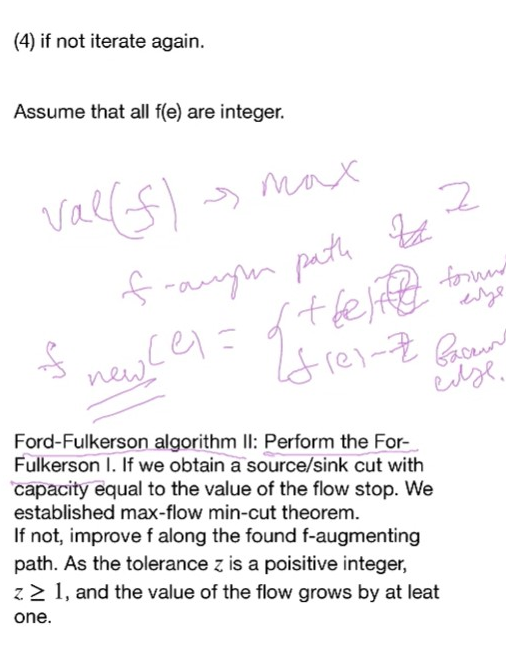 (4) if not iterate again.
Assume that all f(e) are integer.
val(f) → max
f-augm path z
f new(e) = { f(e)+z forward edge
f(e)-z backward edge.
Ford-Fulkerson algorithm II: Perform the For-
Fulkerson I. If we obtain a source/sink cut with
capacity equal to the value of the flow stop. We
established max-flow min-cut theorem.
If not, improve f along the found f-augmenting
path. As the tolerance z is a poisitive integer,
z ≥ 1, and the value of the flow grows by at leat
one.